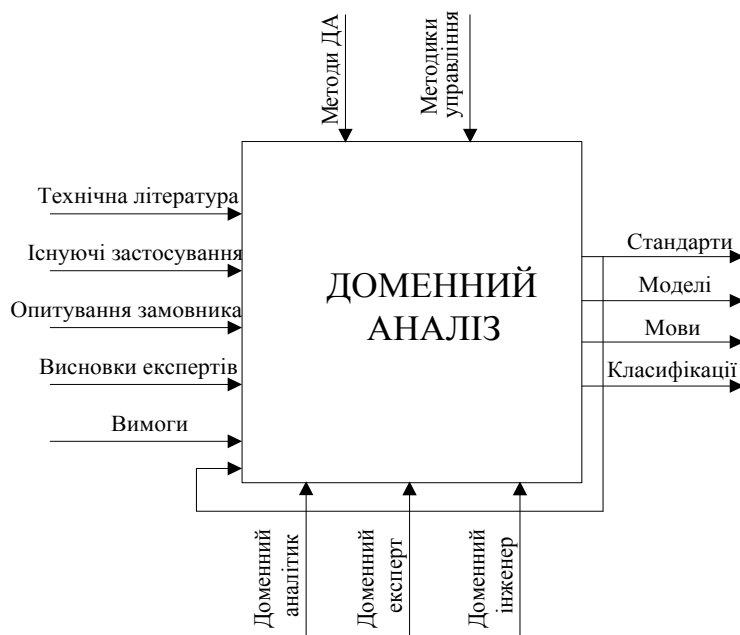 Методи ДА
Методики
управління
Технічна література
Існуючі застосування
Опитування замовника
Висновки експертів
Вимоги
ДОМЕННИЙ
АНАЛІЗ
Стандарти
Моделі
Мови
Класифікації
Доменний
аналітик
Доменний
експерт
Доменний
інженер